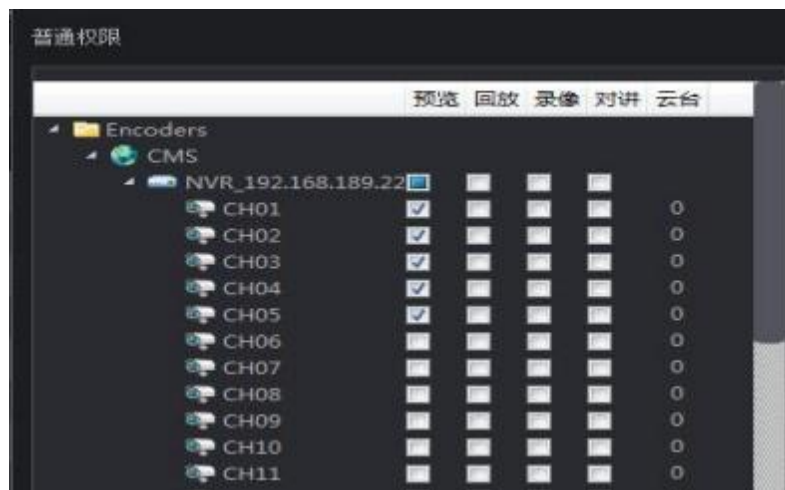 普通权限
预览 回放 录像 对讲 云台
Encoders
CMS
NVR_192.168.189.22
CH01 0
CH02 0
CH03 0
CH04 0
CH05 0
CH06 0
CH07 0
CH08 0
CH09 0
CH10 0
CH11 0